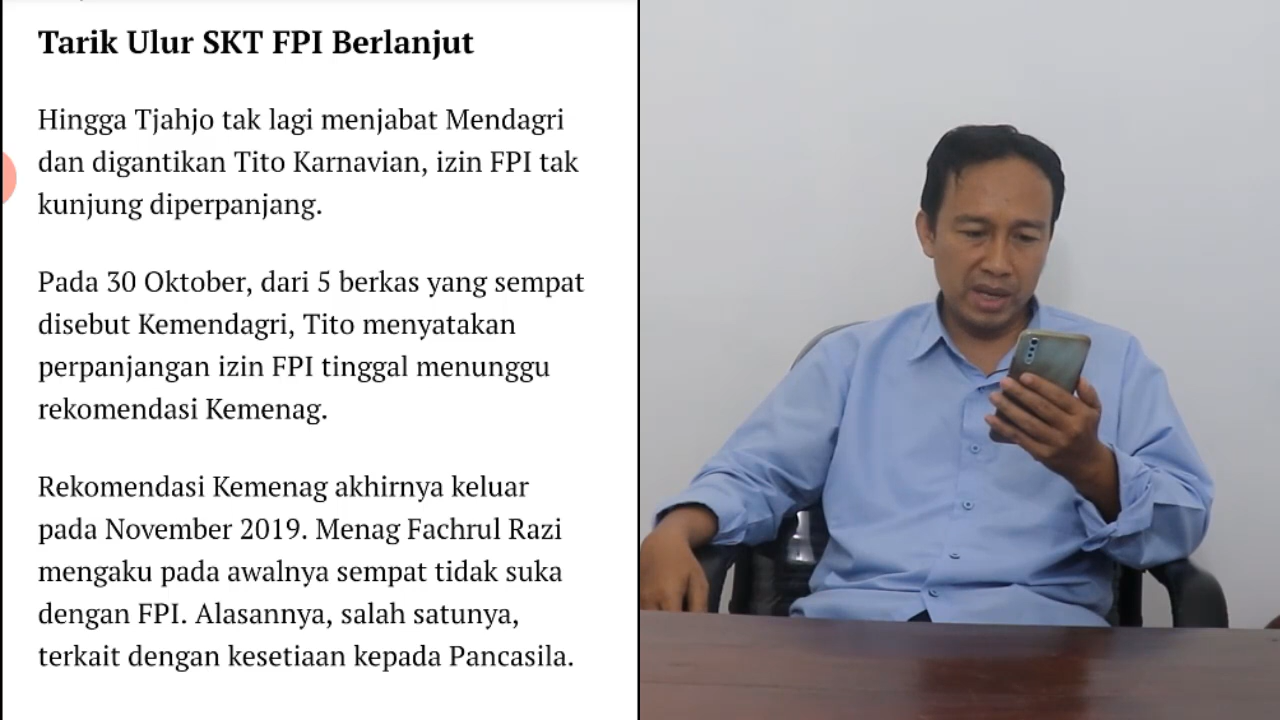 Tarik Ulur SKT FPI Berlanjut
Hingga Tjahjo tak lagi menjabat Mendagri
dan digantikan Tito Karnavian, izin FPI tak
kunjung diperpanjang.
Pada 30 Oktober, dari 5 berkas yang sempat
disebut Kemendagri, Tito menyatakan
perpanjangan izin FPI tinggal menunggu
rekomendasi Kemenag.
Rekomendasi Kemenag akhirnya keluar
pada November 2019. Menag Fachrul Razi
mengaku pada awalnya sempat tidak suka
dengan FPI. Alasannya, salah satunya,
terkait dengan kesetiaan kepada Pancasila.